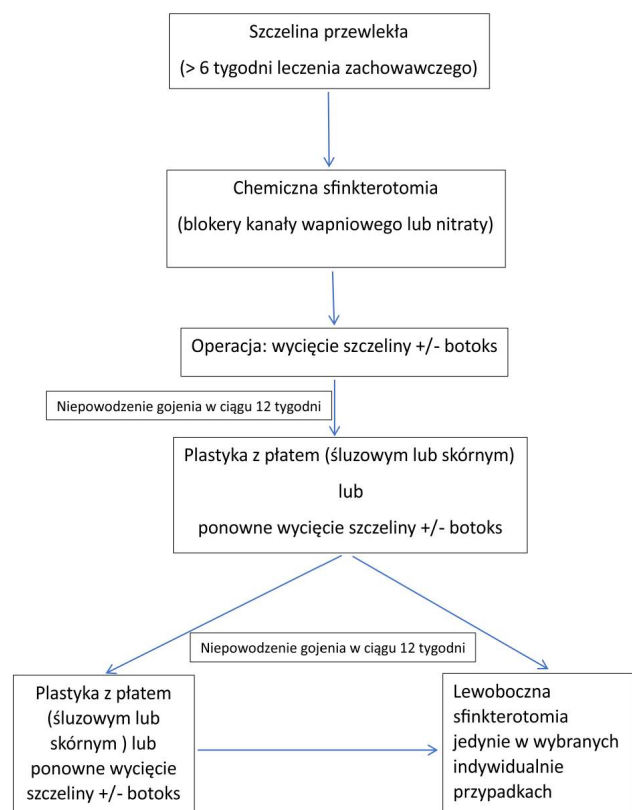 Szczelina przewlekła
(> 6 tygodni leczenia zachowawczego)
Chemiczna sfinkterotomia
(blokery kanały wapniowego lub nitraty)
Operacja: wycięcie szczeliny +/- botoks
Niepowodzenie gojenia w ciągu 12 tygodni
Plastyka z płatem (śluzowym lub skórnym)
lub
ponowne wycięcie szczeliny +/- botoks
Niepowodzenie gojenia w ciągu 12 tygodni
Plastyka z płatem
(śluzowym lub
skórnym ) lub
ponowne wycięcie
szczeliny +/- botoks
Lewoboczna
sfinkterotomia
jedynie w wybranych
indywidualnie
przypadkach